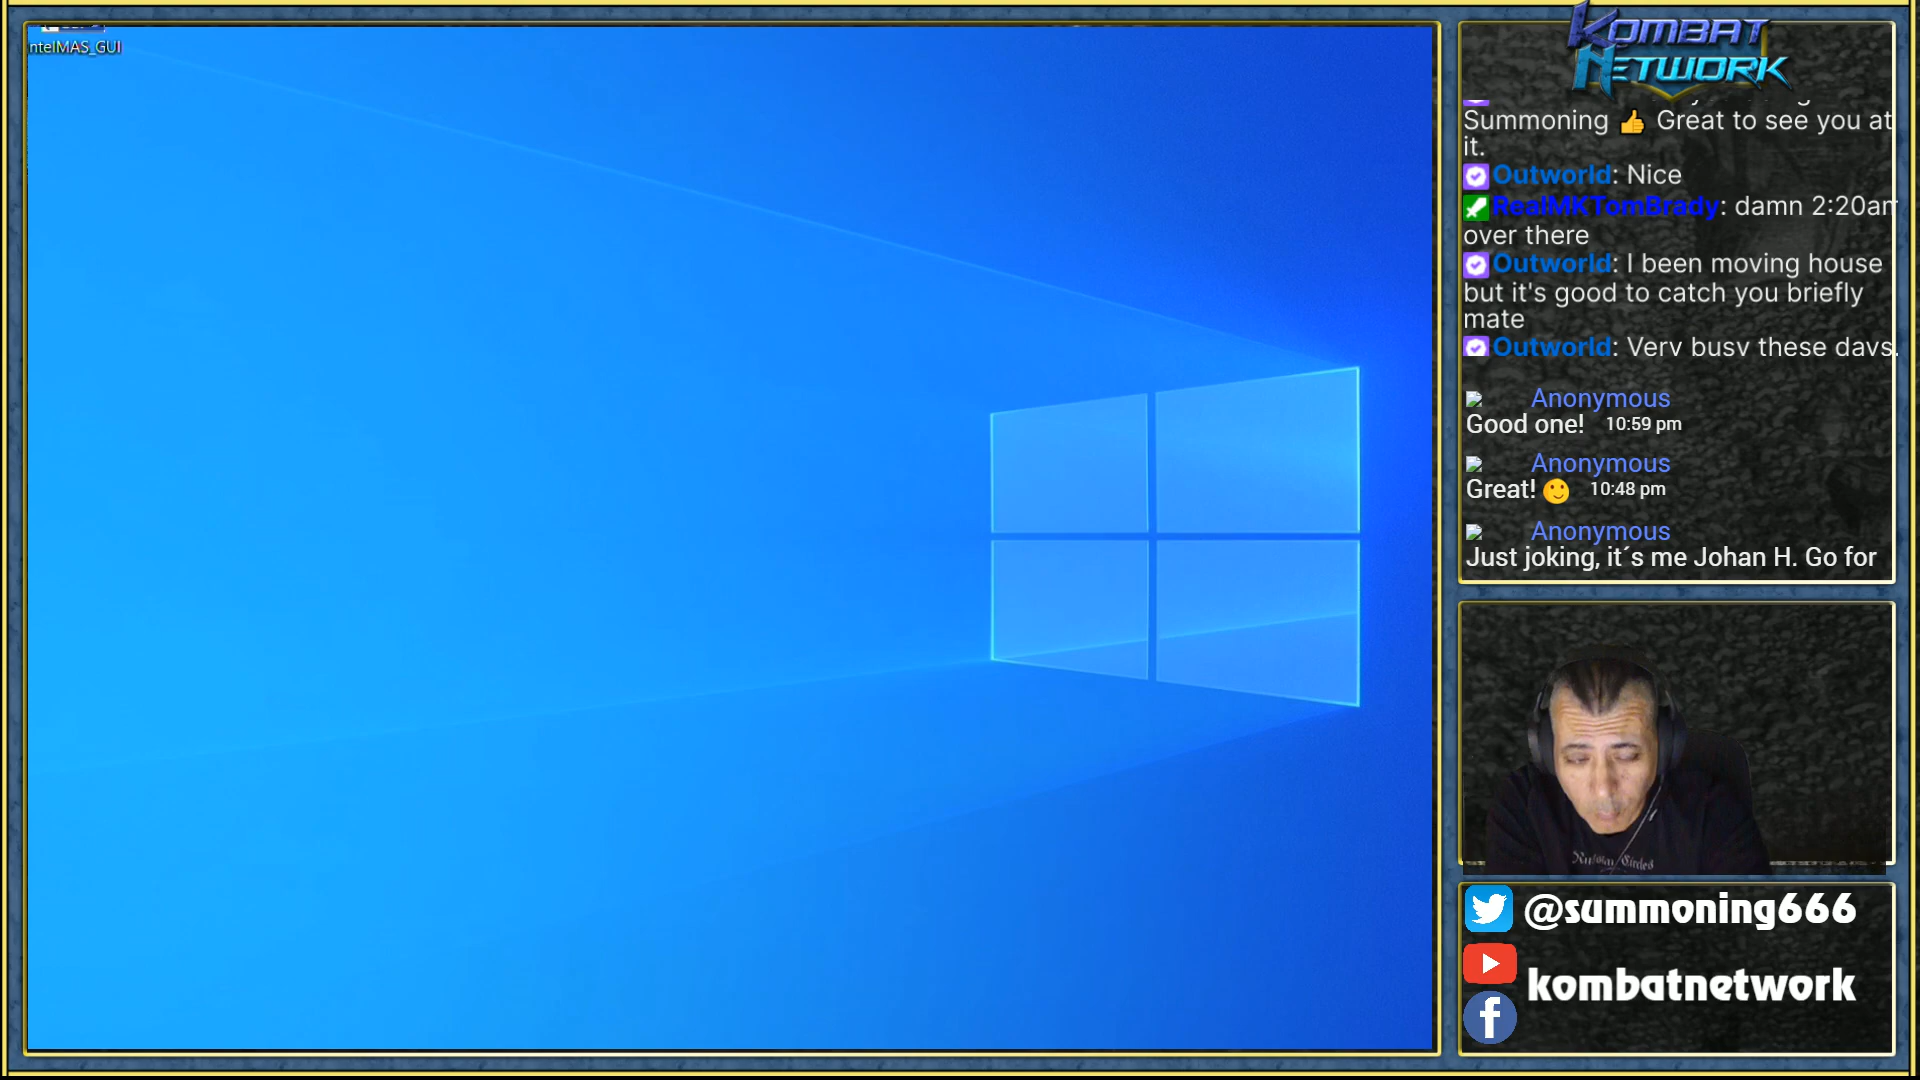 ntelMAS_GUI
KOMBAT
NETWORK
Summoning 👍 Great to see you at
it.
Outworld: Nice
RealMKTomBrady: damn 2:20am
over there
Outworld: I been moving house
but it's good to catch you briefly
mate
Outworld: Very busy these days.
Anonymous
Good one! 10:59 pm
Anonymous
Great! 🙂 10:48 pm
Anonymous
Just joking, it´s me Johan H. Go for
Russian Circles
@summoning666
kombatnetwork